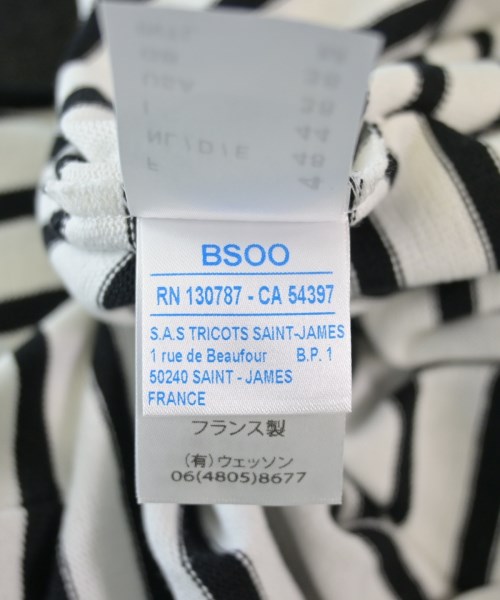 BSOO
RN 130787 - CA 54397
S.A.S TRICOTS SAINT-JAMES
1 rue de Beaufour B.P. 1
50240 SAINT - JAMES
FRANCE
フランス製
(有)ウェッソン
06(4805)8677